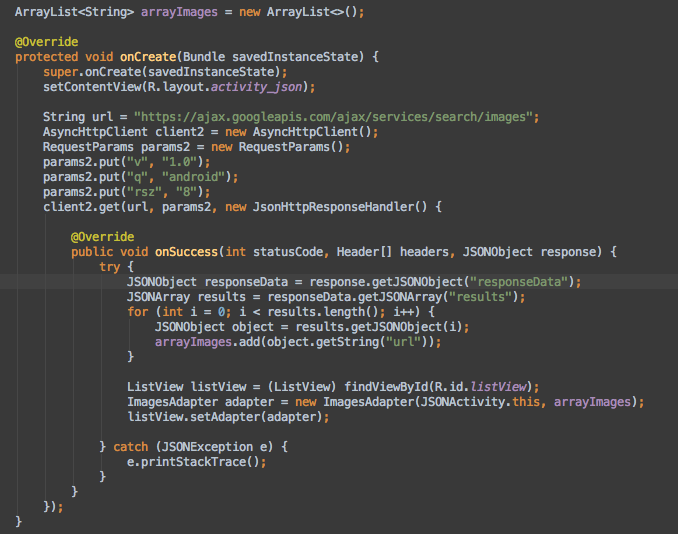 ArrayList<String> arrayImages = new ArrayList<>();
@Override
protected void onCreate(Bundle savedInstanceState) {
super.onCreate(savedInstanceState);
setContentView(R.layout.activity_json);
String url = "https://ajax.googleapis.com/ajax/services/search/images";
AsyncHttpClient client2 = new AsyncHttpClient();
RequestParams params2 = new RequestParams();
params2.put("v", "1.0");
params2.put("q", "android");
params2.put("rsz", "8");
client2.get(url, params2, new JsonHttpResponseHandler() {
@Override
public void onSuccess(int statusCode, Header[] headers, JSONObject response) {
try {
JSONObject responseData = response.getJSONObject("responseData");
JSONArray results = responseData.getJSONArray("results");
for (int i = 0; i < results.length(); i++) {
JSONObject object = results.getJSONObject(i);
arrayImages.add(object.getString("url"));
}
ListView listView = (ListView) findViewById(R.id.listView);
ImagesAdapter adapter = new ImagesAdapter(JSONActivity.this, arrayImages);
listView.setAdapter(adapter);
} catch (JSONException e) {
e.printStackTrace();
}
}
});
}